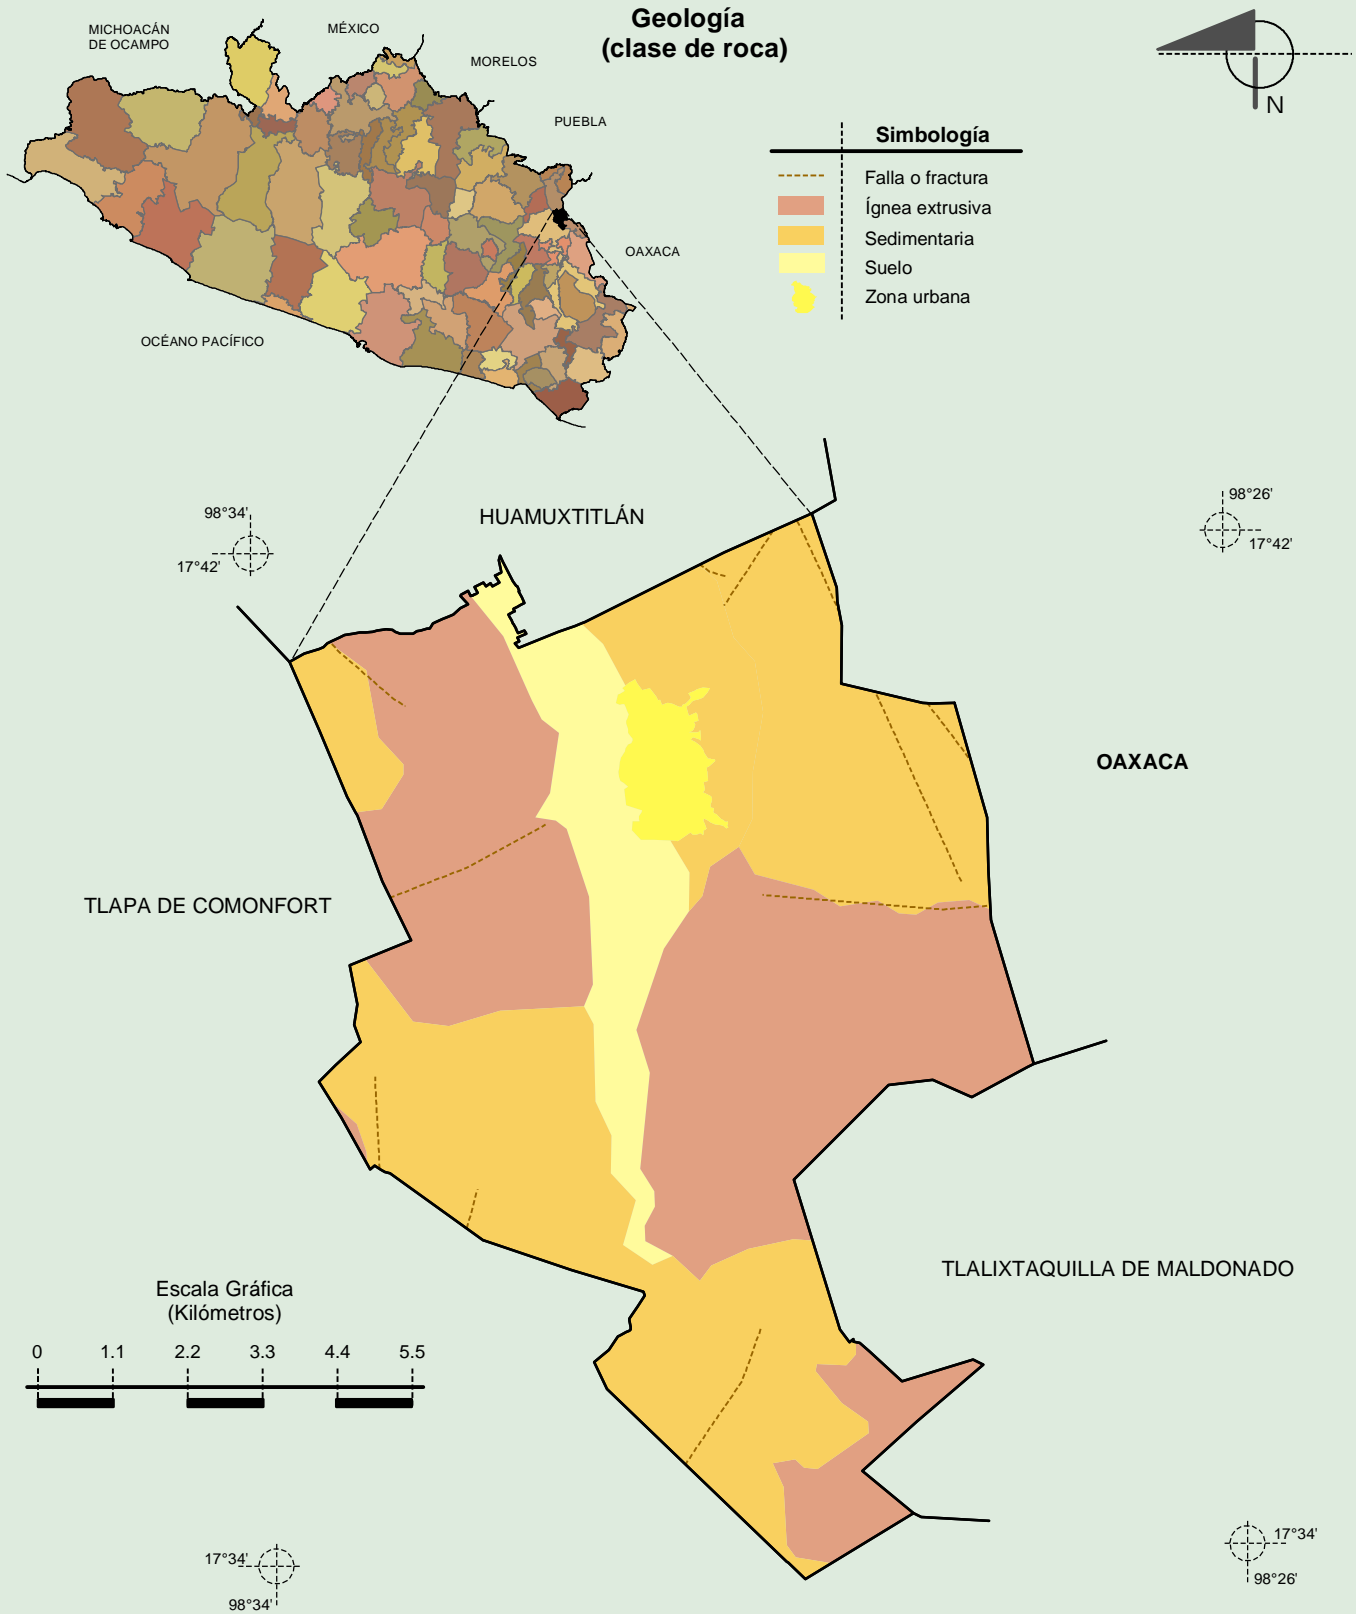 Geología
(clase de roca)
MICHOACÁN
DE OCAMPO
MÉXICO
MORELOS
PUEBLA
OAXACA
OCÉANO PACÍFICO
N
Simbología
Falla o fractura
Ígnea extrusiva
Sedimentaria
Suelo
Zona urbana
98°34'
17°42'
98°26'
17°42'
HUAMUXTITLÁN
OAXACA
TLAPA DE COMONFORT
TLALIXTAQUILLA DE MALDONADO
Escala Gráfica
(Kilómetros)
0 1.1 2.2 3.3 4.4 5.5
17°34'
98°34'
17°34'
98°26'